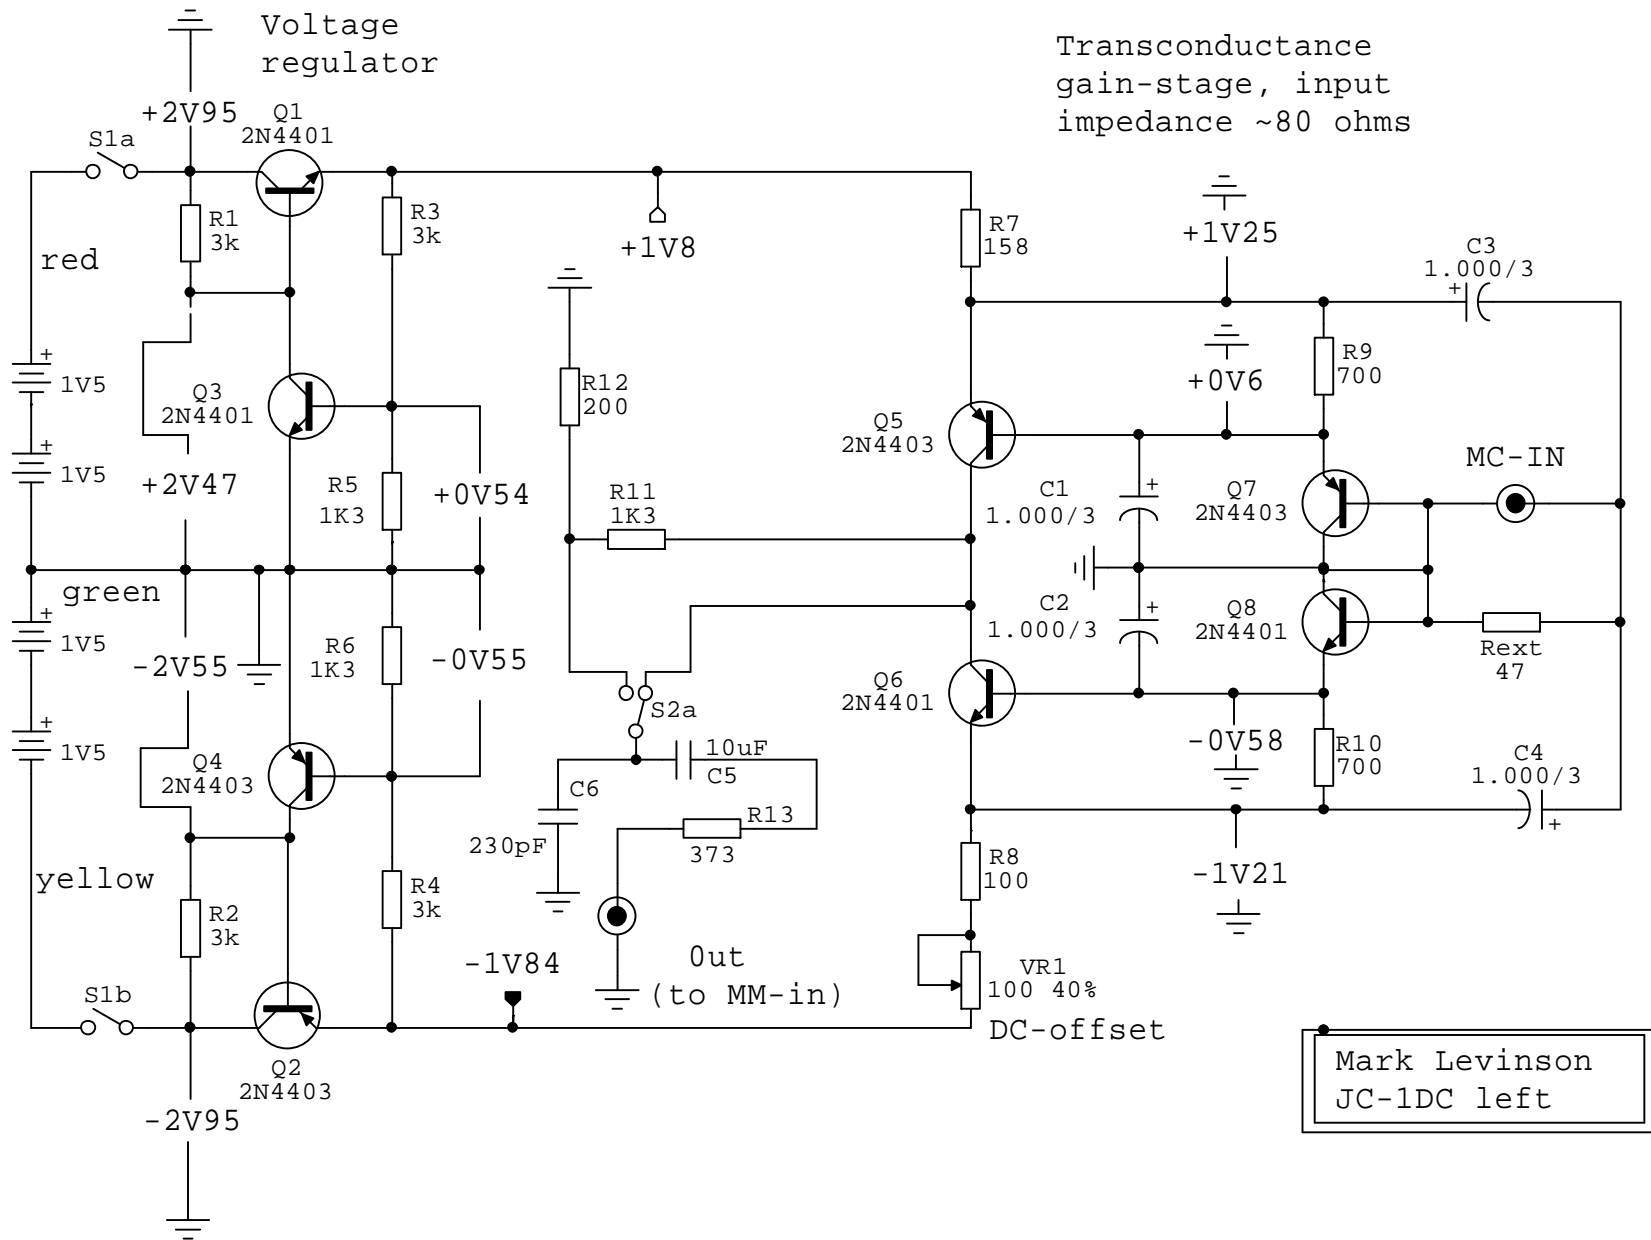 Voltage
regulator
Transconductance
gain-stage, input
impedance ~80 ohms
+2V95
Q1
2N4401
S1a
R1
3k
R3
3k
+1V8
R7
158
+1V25
C3
1.000/3
+
red
+
1V5
+
1V5
Q3
2N4401
+2V47
R5
1K3
+0V54
R12
200
R11
1K3
Q5
2N4403
+0V6
R9
700
MC-IN
C1
1.000/3
+
Q7
2N4403
green
+
1V5
-2V55
R6
1K3
-0V55
C2
1.000/3
+
Q8
2N4401
Rext
47
+
1V5
Q4
2N4403
S2a
Q6
2N4401
-0V58
R10
700
C4
1.000/3
+
10uF
C5
C6
230pF
R13
373
yellow
R2
3k
R4
3k
R8
100
-1V21
-1V84
0ut
(to MM-in)
VR1
100 40%
DC-offset
S1b
Q2
2N4403
-2V95
Mark Levinson
JC-1DC left